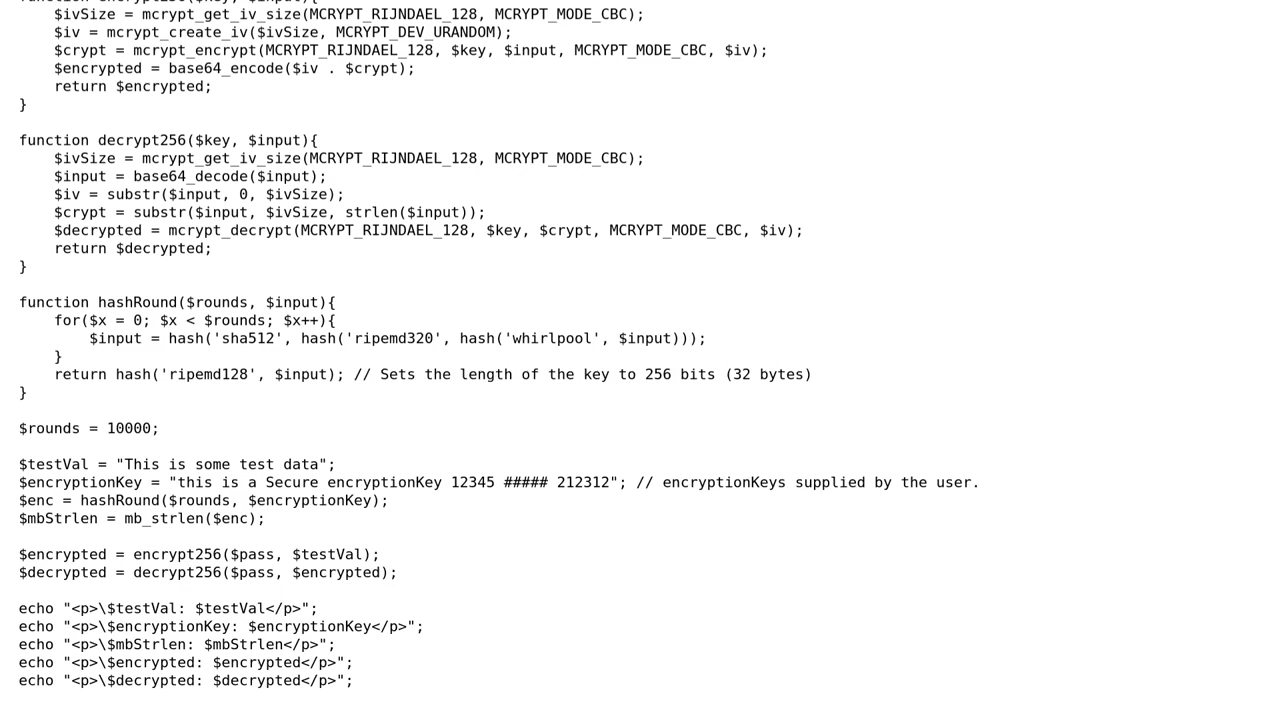 function encrypt256($key, $input){
    $ivSize = mcrypt_get_iv_size(MCRYPT_RIJNDAEL_128, MCRYPT_MODE_CBC);
    $iv = mcrypt_create_iv($ivSize, MCRYPT_DEV_URANDOM);
    $crypt = mcrypt_encrypt(MCRYPT_RIJNDAEL_128, $key, $input, MCRYPT_MODE_CBC, $iv);
    $encrypted = base64_encode($iv . $crypt);
    return $encrypted;
}

function decrypt256($key, $input){
    $ivSize = mcrypt_get_iv_size(MCRYPT_RIJNDAEL_128, MCRYPT_MODE_CBC);
    $input = base64_decode($input);
    $iv = substr($input, 0, $ivSize);
    $crypt = substr($input, $ivSize, strlen($input));
    $decrypted = mcrypt_decrypt(MCRYPT_RIJNDAEL_128, $key, $crypt, MCRYPT_MODE_CBC, $iv);
    return $decrypted;
}

function hashRound($rounds, $input){
    for($x = 0; $x < $rounds; $x++){
        $input = hash('sha512', hash('ripemd320', hash('whirlpool', $input)));
    }
    return hash('ripemd128', $input); // Sets the length of the key to 256 bits (32 bytes)
}

$rounds = 10000;

$testVal = "This is some test data";
$encryptionKey = "this is a Secure encryptionKey 12345 ##### 212312"; // encryptionKeys supplied by the user.
$enc = hashRound($rounds, $encryptionKey);
$mbStrlen = mb_strlen($enc);

$encrypted = encrypt256($pass, $testVal);
$decrypted = decrypt256($pass, $encrypted);

echo "<p>\$testVal: $testVal</p>";
echo "<p>\$encryptionKey: $encryptionKey</p>";
echo "<p>\$mbStrlen: $mbStrlen</p>";
echo "<p>\$encrypted: $encrypted</p>";
echo "<p>\$decrypted: $decrypted</p>";